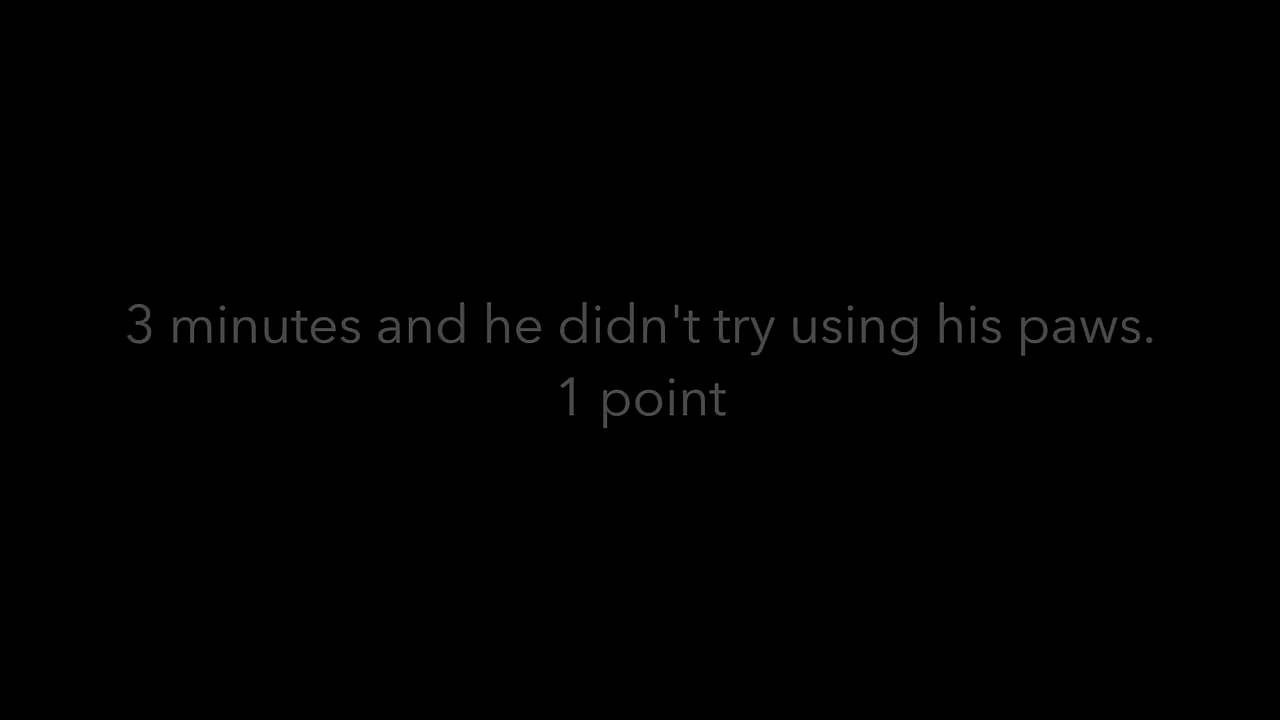 3 minutes and he didn't try using his paws.
1 point